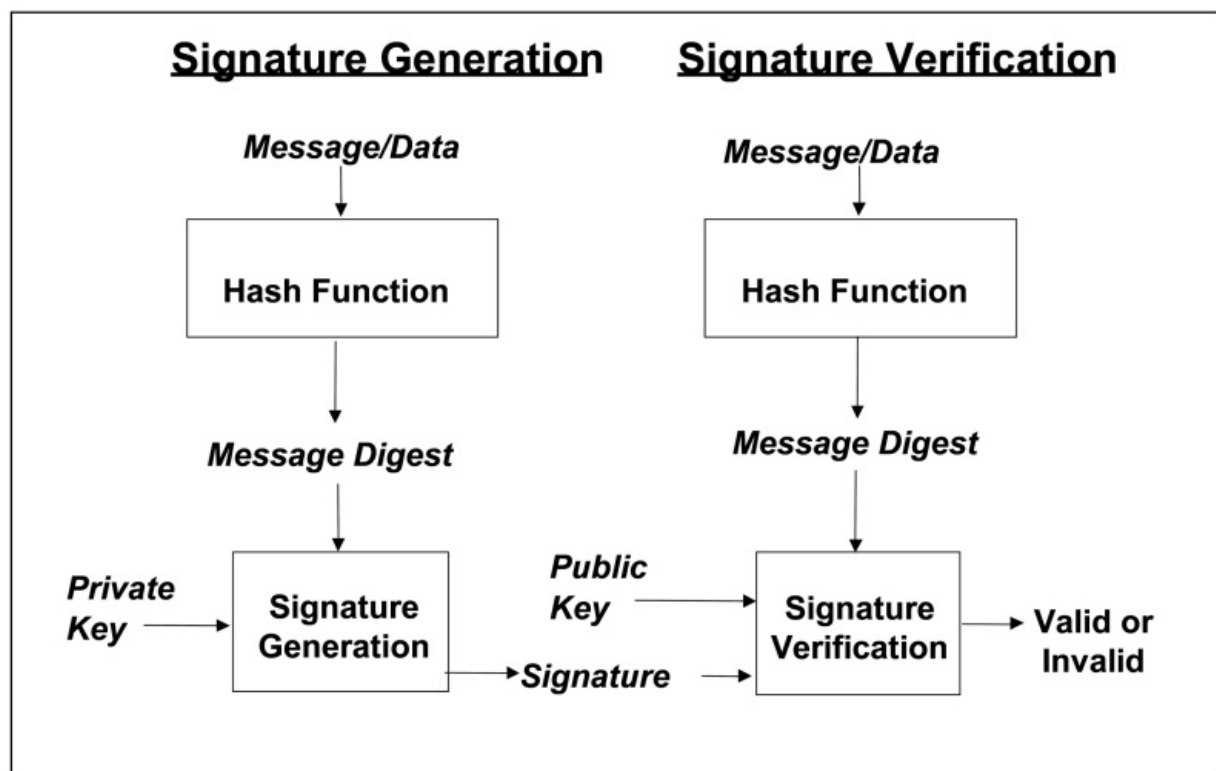 Signature Generation
Signature Verification
Message/Data
Hash Function
Message Digest
Private
Key
Signature
Generation
Message/Data
Hash Function
Message Digest
Public
Key
Signature
Signature
Verification
Valid or
Invalid